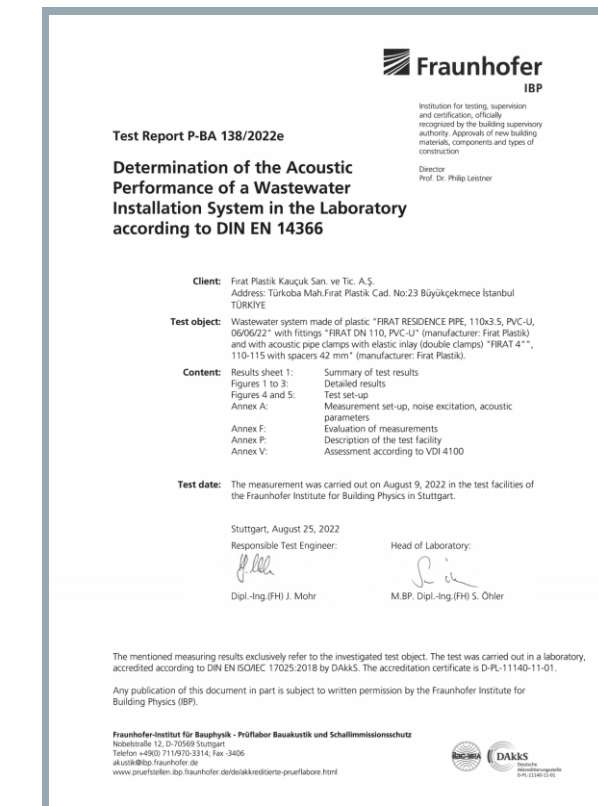 Fraunhofer
IBP
Institution for testing, supervision
and certification, officially
recognized by the building supervisory
authority. Approvals of new building
materials, components and types of
construction
Director
Prof. Dr. Philip Leistner
Test Report P-BA 138/2022e
Determination of the Acoustic
Performance of a Wastewater
Installation System in the Laboratory
according to DIN EN 14366
Client: Fırat Plastik Kauçuk San. ve Tic. A.Ş.
Address: Türkoba Mah.Fırat Plastik Cad. No:23 Büyükçekmece İstanbul
TÜRKİYE
Test object: Wastewater system made of plastic "FIRAT RESIDENCE PIPE, 110x3.5, PVC-U,
06/06/22" with fittings "FIRAT DN 110, PVC-U" (manufacturer: Firat Plastik)
and with acoustic pipe clamps with elastic inlay (double clamps) "FIRAT 4"",
110-115 with spacers 42 mm" (manufacturer: Firat Plastik).
Content: Results sheet 1: Summary of test results
Figures 1 to 3: Detailed results
Figures 4 and 5: Test set-up
Annex A: Measurement set-up, noise excitation, acoustic
parameters
Annex F: Evaluation of measurements
Annex P: Description of the test facility
Annex V: Assessment according to VDI 4100
Test date: The measurement was carried out on August 9, 2022 in the test facilities of
the Fraunhofer Institute for Building Physics in Stuttgart.
Stuttgart, August 25, 2022
Responsible Test Engineer: Head of Laboratory:
Dipl.-Ing.(FH) J. Mohr M.BP. Dipl.-Ing.(FH) S. Öhler
The mentioned measuring results exclusively refer to the investigated test object. The test was carried out in a laboratory,
accredited according to DIN EN ISO/IEC 17025:2018 by DAkkS. The accreditation certificate is D-PL-11140-11-01.
Any publication of this document in part is subject to written permission by the Fraunhofer Institute for
Building Physics (IBP).
Fraunhofer-Institut für Bauphysik - Prüflabor Bauakustik und Schallimmissionsschutz
Nobelstraße 12, D-70569 Stuttgart
Telefon +49(0) 711/970-3314; Fax -3406
akustik@ibp.fraunhofer.de
www.pruefstellen.ibp.fraunhofer.de/de/akkreditierte-prueflabore.html
ilac-MRA
DAkkS
Deutsche
Akkreditierungsstelle
D-PL-11140-11-01